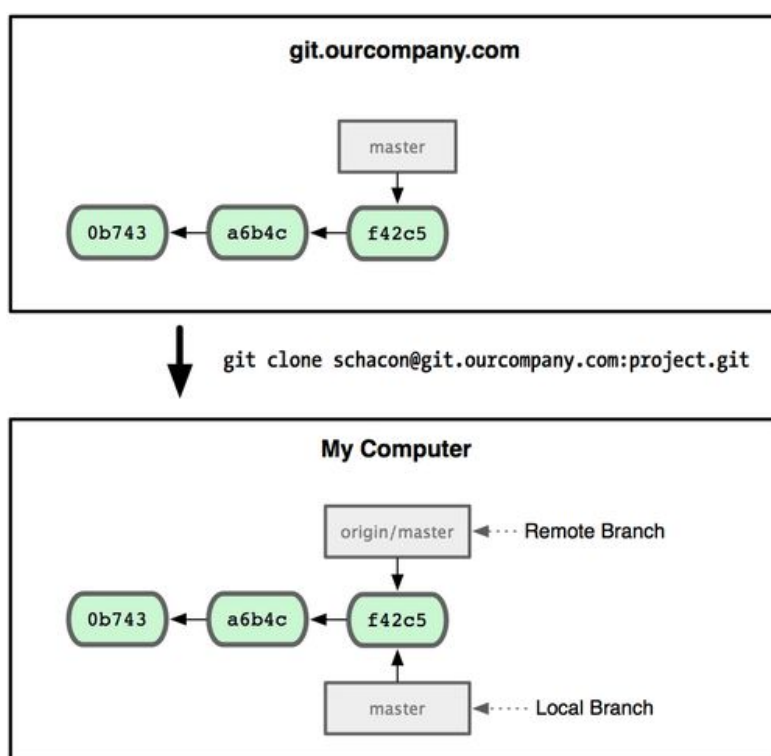 git.ourcompany.com
master
0b743 a6b4c f42c5
git clone schacon@git.ourcompany.com:project.git
My Computer
origin/master Remote Branch
0b743 a6b4c f42c5
master Local Branch